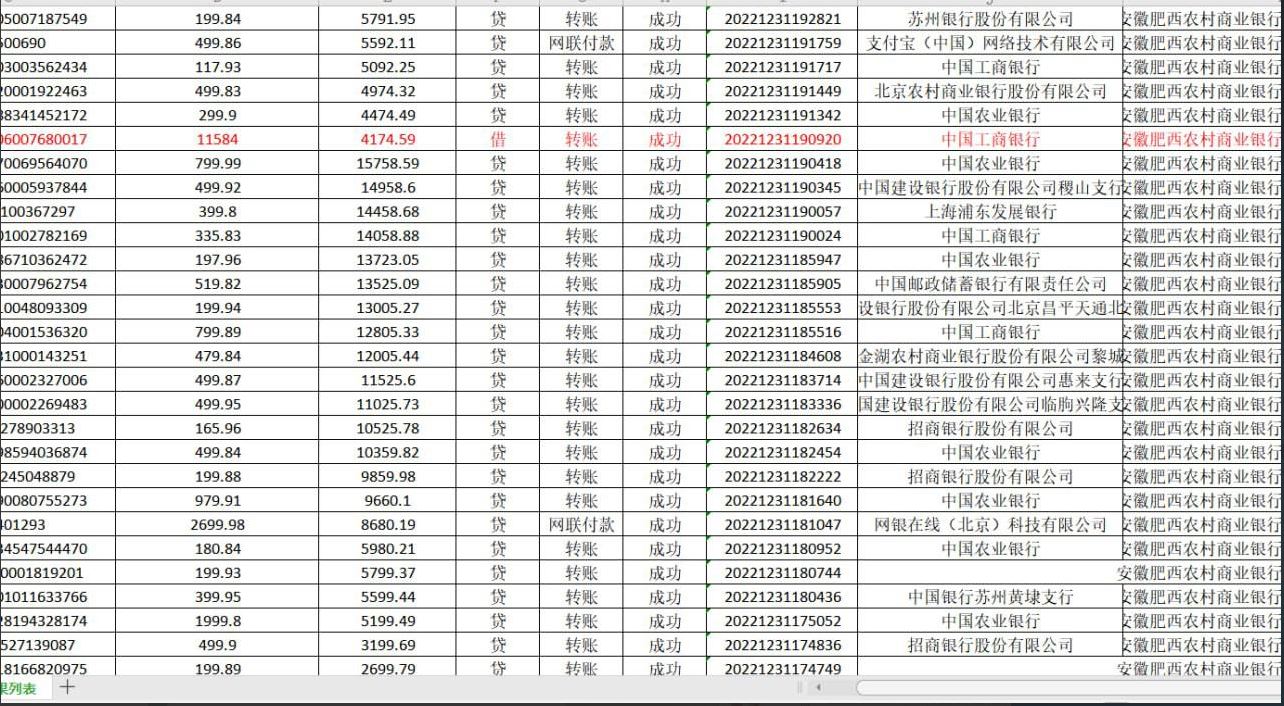 05007187549 199.84 5791.95 贷 转账 成功 20221231192821 苏州银行股份有限公司 安徽肥西农村商业银行
500690 499.86 5592.11 贷 网联付款 成功 20221231191759 支付宝（中国）网络技术有限公司 安徽肥西农村商业银行
03003562434 117.93 5092.25 贷 转账 成功 20221231191717 中国工商银行 安徽肥西农村商业银行
20001922463 499.83 4974.32 贷 转账 成功 20221231191449 北京农村商业银行股份有限公司 安徽肥西农村商业银行
88341452172 299.9 4474.49 贷 转账 成功 20221231191342 中国农业银行 安徽肥西农村商业银行
06007680017 11584 4174.59 借 转账 成功 20221231190920 中国工商银行 安徽肥西农村商业银行
70069564070 799.99 15758.59 贷 转账 成功 20221231190418 中国农业银行 安徽肥西农村商业银行
60005937844 499.92 14958.6 贷 转账 成功 20221231190345 中国建设银行股份有限公司稷山支行 安徽肥西农村商业银行
100367297 399.8 14458.68 贷 转账 成功 20221231190057 上海浦东发展银行 安徽肥西农村商业银行
01002782169 335.83 14058.88 贷 转账 成功 20221231190024 中国工商银行 安徽肥西农村商业银行
86710362472 197.96 13723.05 贷 转账 成功 20221231185947 中国农业银行 安徽肥西农村商业银行
30007962754 519.82 13525.09 贷 转账 成功 20221231185905 中国邮政储蓄银行有限责任公司 安徽肥西农村商业银行
10048093309 199.94 13005.27 贷 转账 成功 20221231185553 设银行股份有限公司北京昌平天通北 安徽肥西农村商业银行
04001536320 799.89 12805.33 贷 转账 成功 20221231185516 中国工商银行 安徽肥西农村商业银行
31000143251 479.84 12005.44 贷 转账 成功 20221231184608 金湖农村商业银行股份有限公司黎城 安徽肥西农村商业银行
60002327006 499.87 11525.6 贷 转账 成功 20221231183714 中国建设银行股份有限公司惠来支行 安徽肥西农村商业银行
00002269483 499.95 11025.73 贷 转账 成功 20221231183336 国建设银行股份有限公司临朐兴隆支 安徽肥西农村商业银行
278903313 165.96 10525.78 贷 转账 成功 20221231182634 招商银行股份有限公司 安徽肥西农村商业银行
98594036874 499.84 10359.82 贷 转账 成功 20221231182454 中国农业银行 安徽肥西农村商业银行
245048879 199.88 9859.98 贷 转账 成功 20221231182222 招商银行股份有限公司 安徽肥西农村商业银行
90080755273 979.91 9660.1 贷 转账 成功 20221231181640 中国农业银行 安徽肥西农村商业银行
401293 2699.98 8680.19 贷 网联付款 成功 20221231181047 网银在线（北京）科技有限公司 安徽肥西农村商业银行
34547544470 180.84 5980.21 贷 转账 成功 20221231180952 中国农业银行 安徽肥西农村商业银行
0001819201 199.93 5799.37 贷 转账 成功 20221231180744 安徽肥西农村商业银行
01011633766 399.95 5599.44 贷 转账 成功 20221231180436 中国银行苏州黄埭支行 安徽肥西农村商业银行
28194328174 1999.8 5199.49 贷 转账 成功 20221231175052 中国农业银行 安徽肥西农村商业银行
527139087 499.9 3199.69 贷 转账 成功 20221231174836 招商银行股份有限公司 安徽肥西农村商业银行
18166820975 199.89 2699.79 贷 转账 成功 20221231174749 安徽肥西农村商业银行
果列表